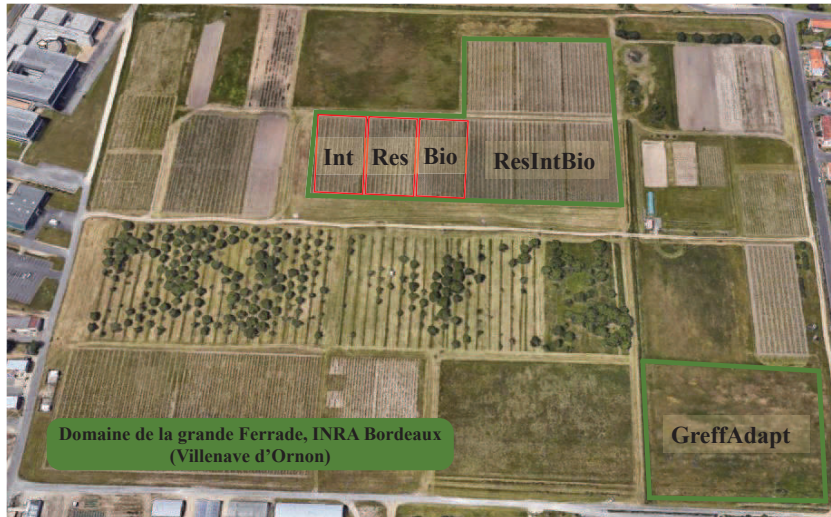 Int
Res
Bio
ResIntBio
GreffAdapt
Domaine de la grande Ferrade, INRA Bordeaux
(Villenave d’Ornon)